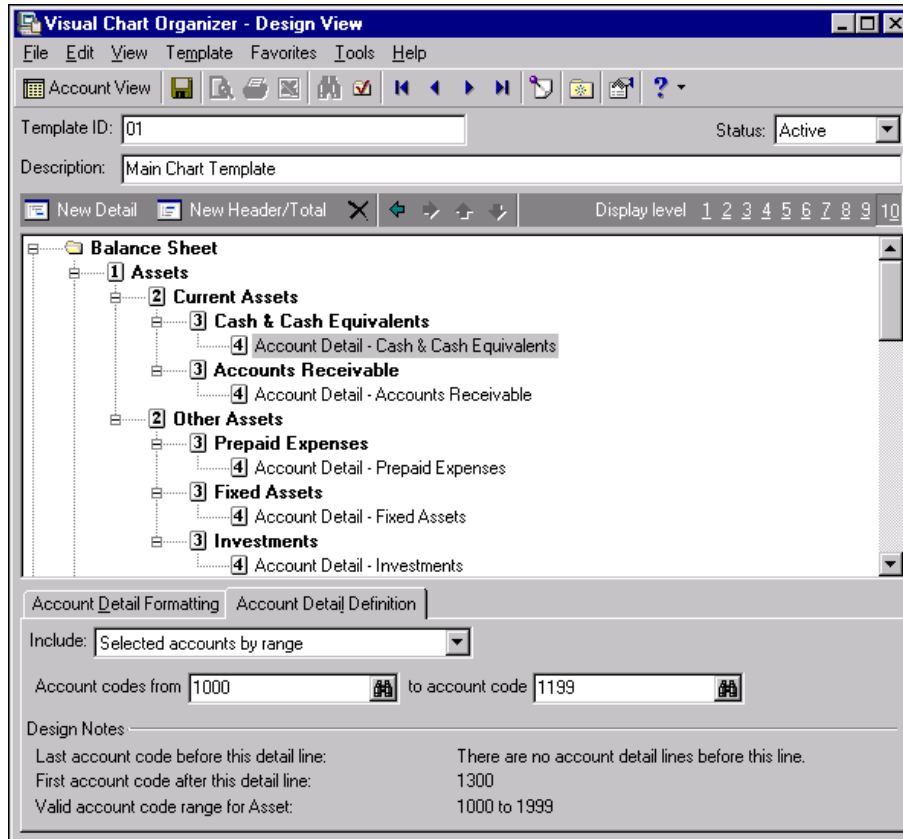 Visual Chart Organizer - Design View
File Edit View Template Favorites Tools Help
Account View
Template ID: 01 Status: Active
Description: Main Chart Template
New Detail New Header/Total Display level 1 2 3 4 5 6 7 8 9 10
Balance Sheet
1 Assets
2 Current Assets
3 Cash & Cash Equivalents
4 Account Detail - Cash & Cash Equivalents
3 Accounts Receivable
4 Account Detail - Accounts Receivable
2 Other Assets
3 Prepaid Expenses
4 Account Detail - Prepaid Expenses
3 Fixed Assets
4 Account Detail - Fixed Assets
3 Investments
4 Account Detail - Investments
Account Detail Formatting Account Detail Definition
Include: Selected accounts by range
Account codes from 1000 to account code 1199
Design Notes
Last account code before this detail line: There are no account detail lines before this line.
First account code after this detail line: 1300
Valid account code range for Asset: 1000 to 1999